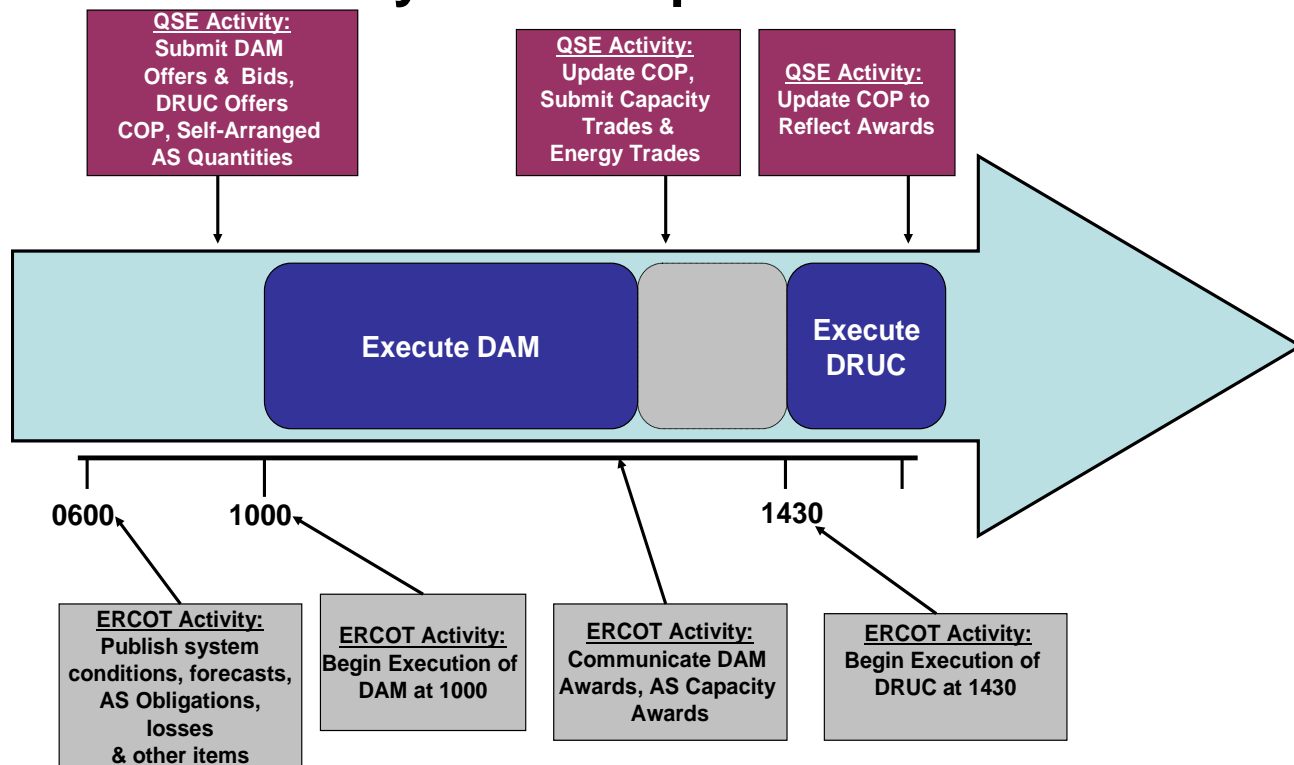 QSE Activity:
Submit DAM
Offers & Bids,
DRUC Offers
COP, Self-Arranged
AS Quantities
QSE Activity:
Update COP,
Submit Capacity
Trades &
Energy Trades
QSE Activity:
Update COP to
Reflect Awards
Execute DAM
Execute
DRUC
0600
1000
1430
ERCOT Activity:
Publish system
conditions, forecasts,
AS Obligations,
losses
& other items
ERCOT Activity:
Begin Execution of
DAM at 1000
ERCOT Activity:
Communicate DAM
Awards, AS Capacity
Awards
ERCOT Activity:
Begin Execution of
DRUC at 1430